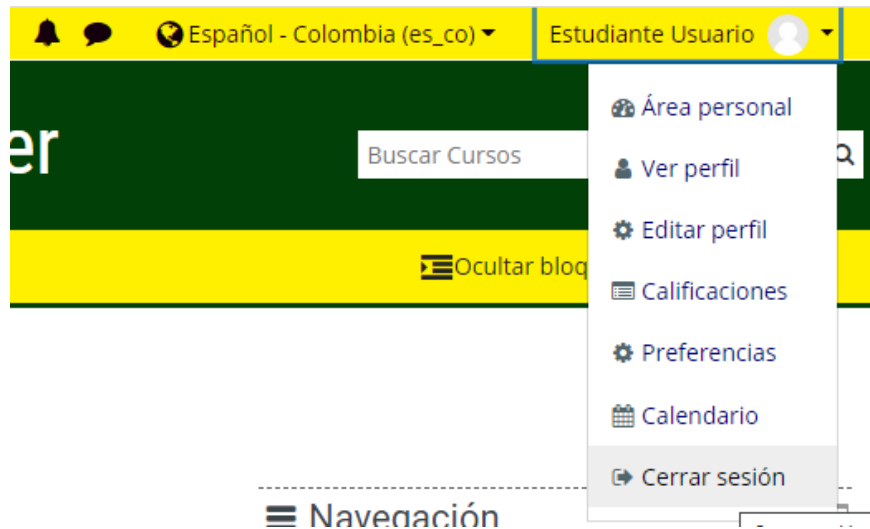 Español - Colombia (es_co)
Estudiante Usuario
er
Buscar Cursos
Ocultar bloq
Área personal
Ver perfil
Editar perfil
Calificaciones
Preferencias
Calendario
Cerrar sesión
Navegación